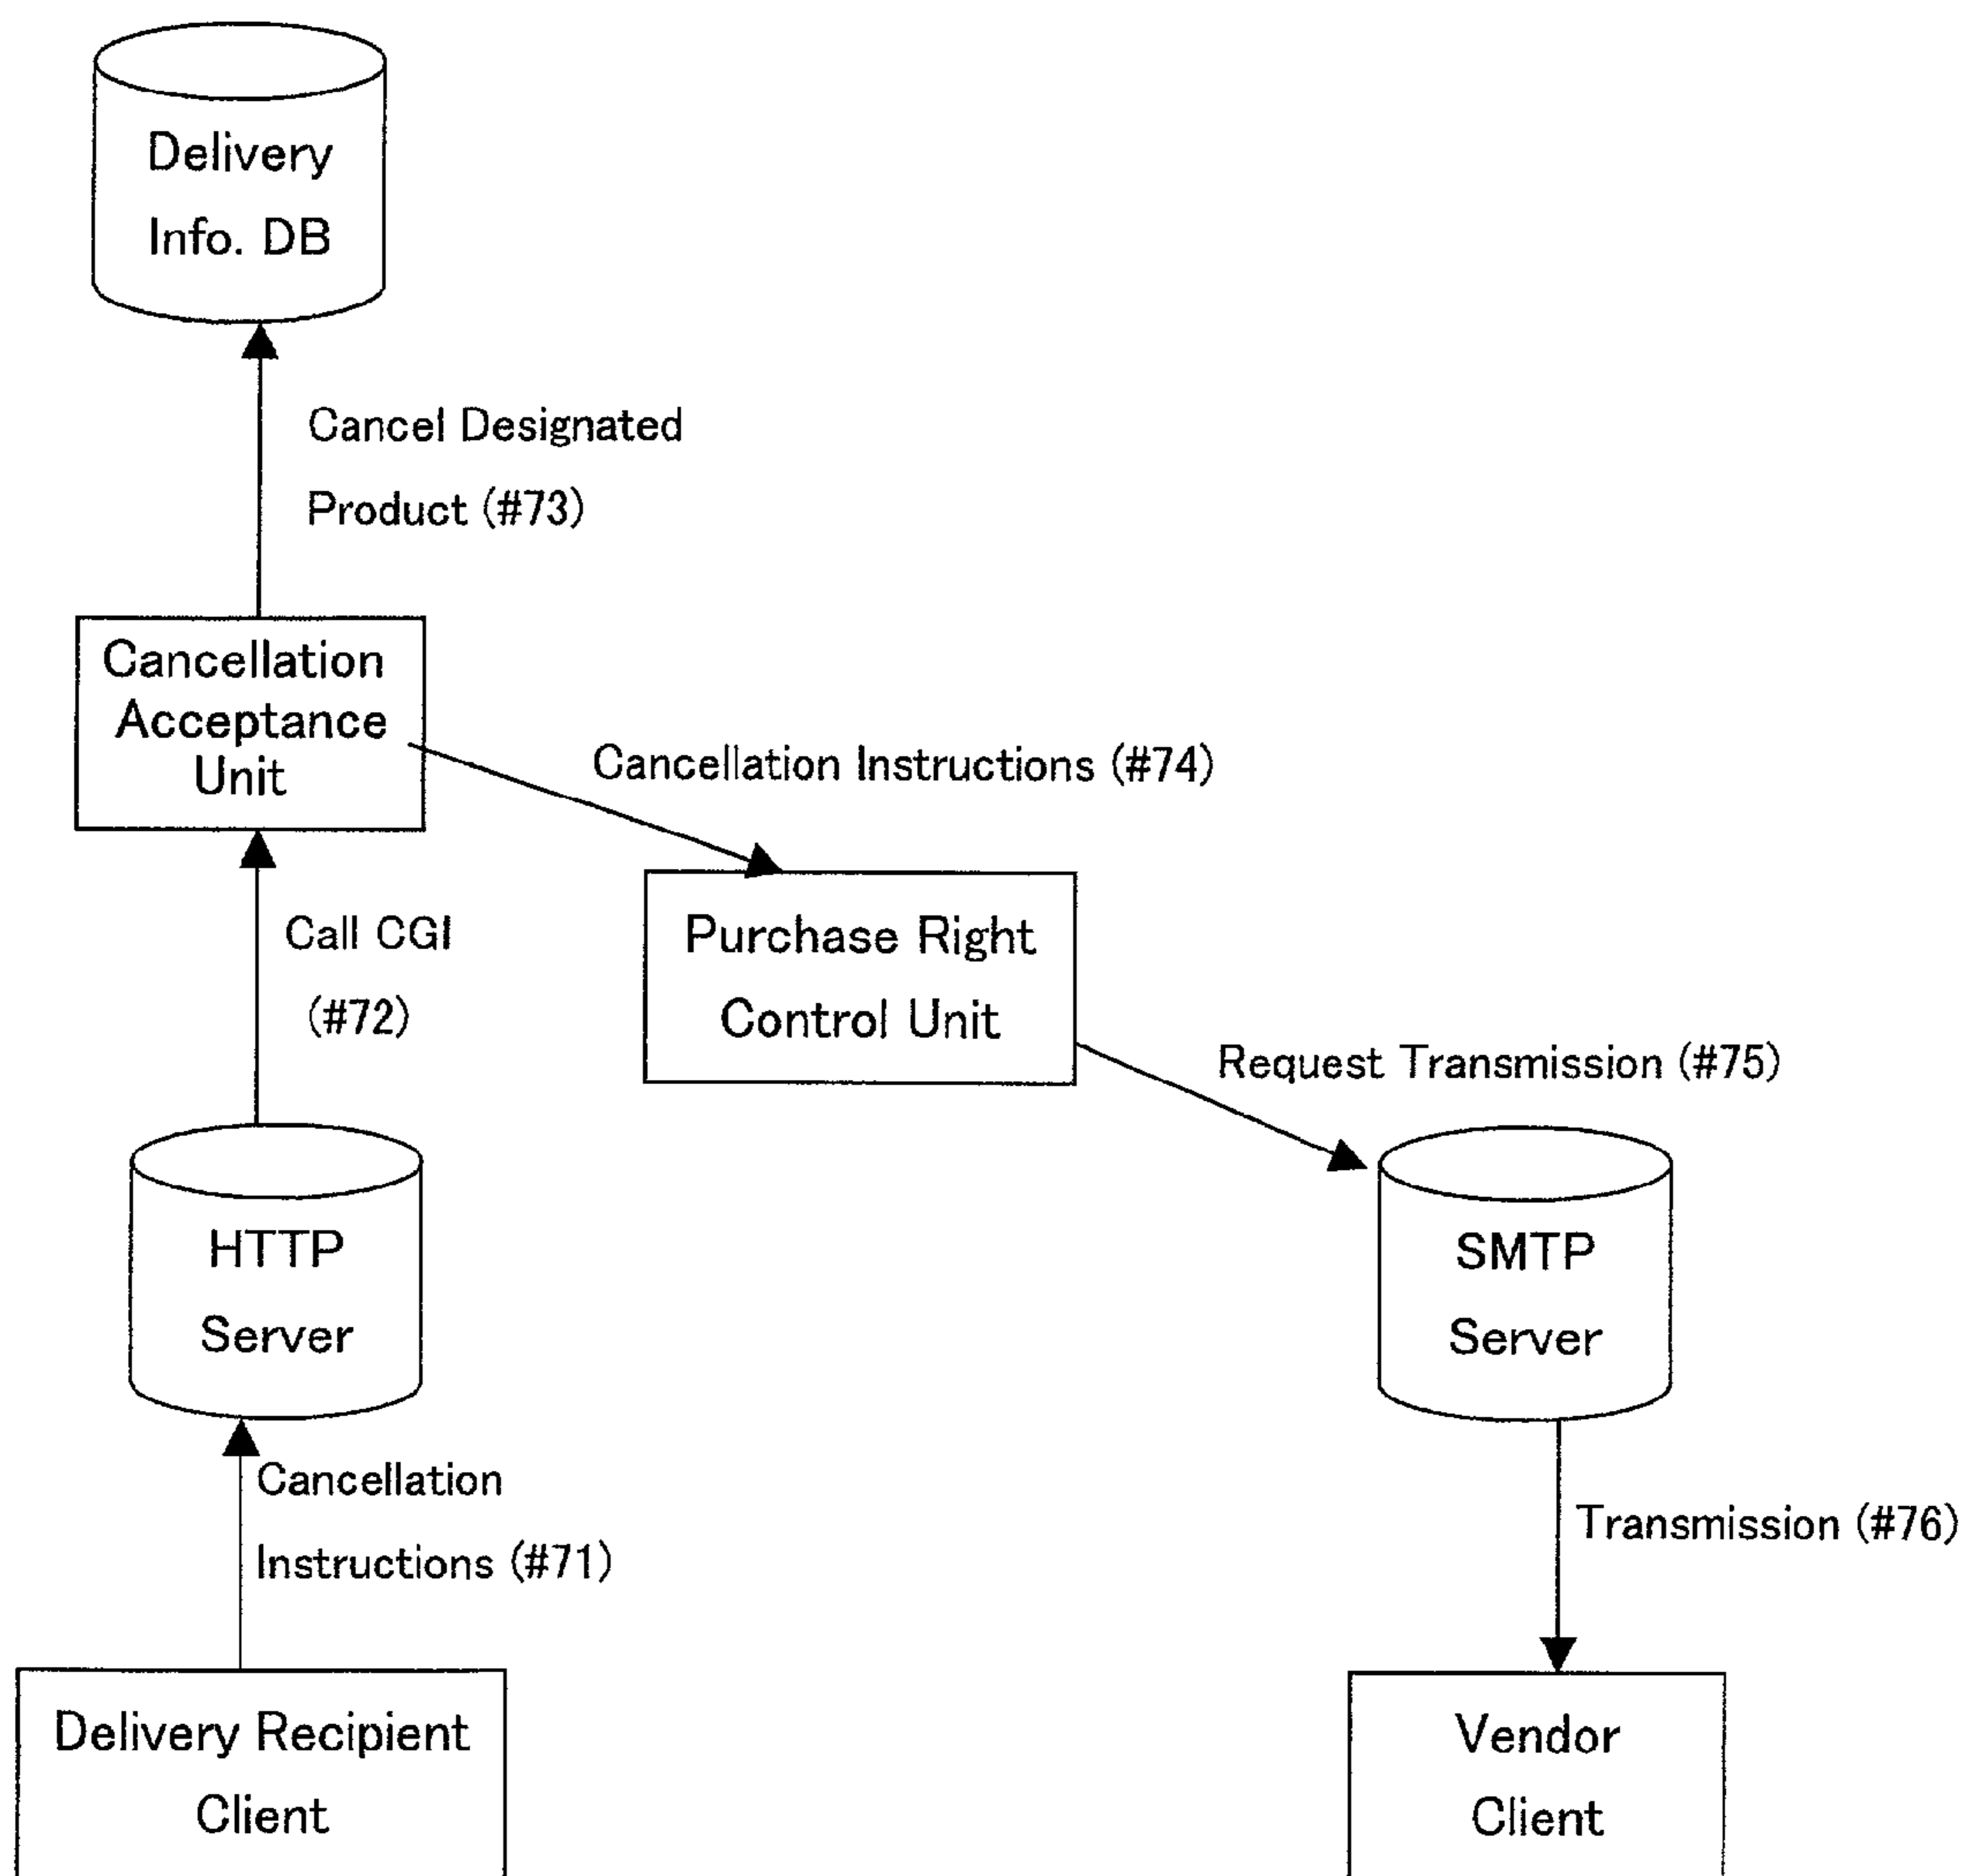 Delivery
Info. DB
Cancel Designated
Product (#73)
Cancellation
Acceptance
Unit
Cancellation Instructions (#74)
Call CGI
(#72)
Purchase Right
Control Unit
Request Transmission (#75)
HTTP
Server
SMTP
Server
Cancellation
Instructions (#71)
Transmission (#76)
Delivery Recipient
Client
Vendor
Client